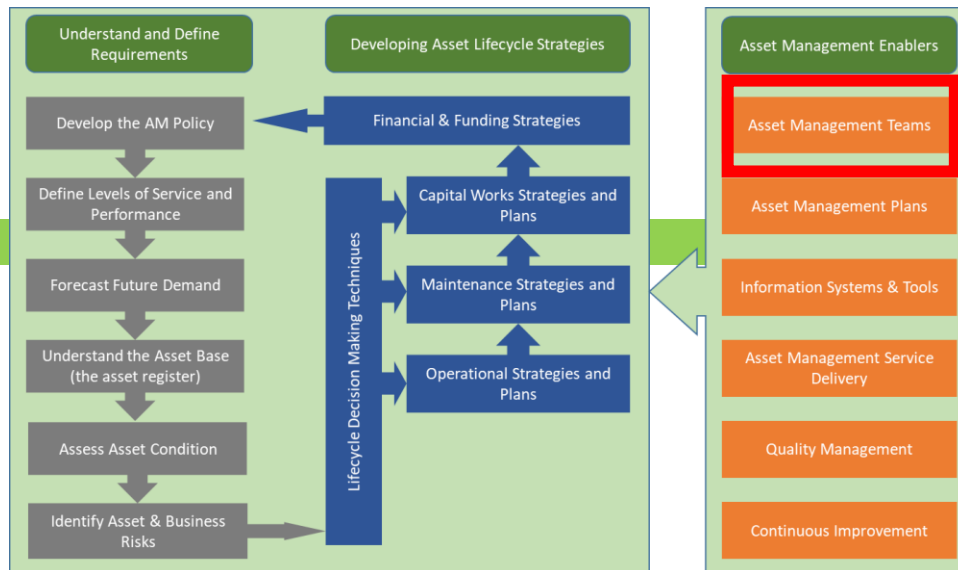 Understand and Define
Requirements
Develop the AM Policy
Define Levels of Service and
Performance
Forecast Future Demand
Understand the Asset Base
(the asset register)
Assess Asset Condition
Identify Asset & Business
Risks
Developing Asset Lifecycle Strategies
Financial & Funding Strategies
Lifecycle Decision Making Techniques
Capital Works Strategies and
Plans
Maintenance Strategies and
Plans
Operational Strategies and
Plans
Asset Management Enablers
Asset Management Teams
Asset Management Plans
Information Systems & Tools
Asset Management Service
Delivery
Quality Management
Continuous Improvement